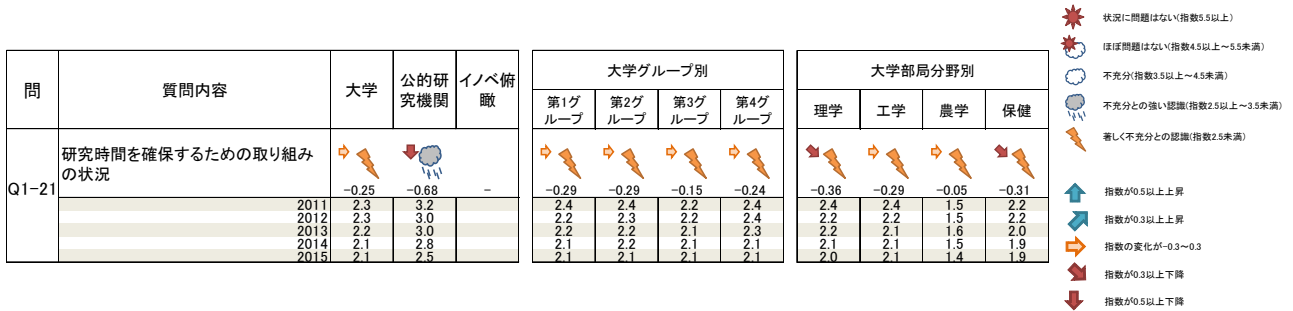 状況に問題はない(指数5.5以上)
ほぼ問題はない(指数4.5以上～5.5未満)
不充分(指数3.5以上～4.5未満)
不充分との強い認識(指数2.5以上～3.5未満)
著しく不充分との認識(指数2.5未満)
指数が0.5以上上昇
指数が0.3以上上昇
指数の変化が-0.3～0.3
指数が0.3以上下降
指数が0.5以上下降
問 質問内容 大学 公的研究機関 イノベ俯瞰 大学グループ別 大学部局分野別
第1グループ 第2グループ 第3グループ 第4グループ 理学 工学 農学 保健
Q1-21 研究時間を確保するための取り組み
の状況
-0.25 -0.68 - -0.29 -0.29 -0.15 -0.24 -0.36 -0.29 -0.05 -0.31
2011 2.3 3.2 2.4 2.4 2.2 2.4 2.4 2.4 1.5 2.2
2012 2.3 3.0 2.2 2.3 2.2 2.4 2.2 2.2 1.5 2.2
2013 2.2 3.0 2.2 2.2 2.1 2.3 2.2 2.1 1.6 2.0
2014 2.1 2.8 2.1 2.2 2.1 2.1 2.1 2.1 1.5 1.9
2015 2.1 2.5 2.1 2.1 2.1 2.1 2.0 2.1 1.4 1.9